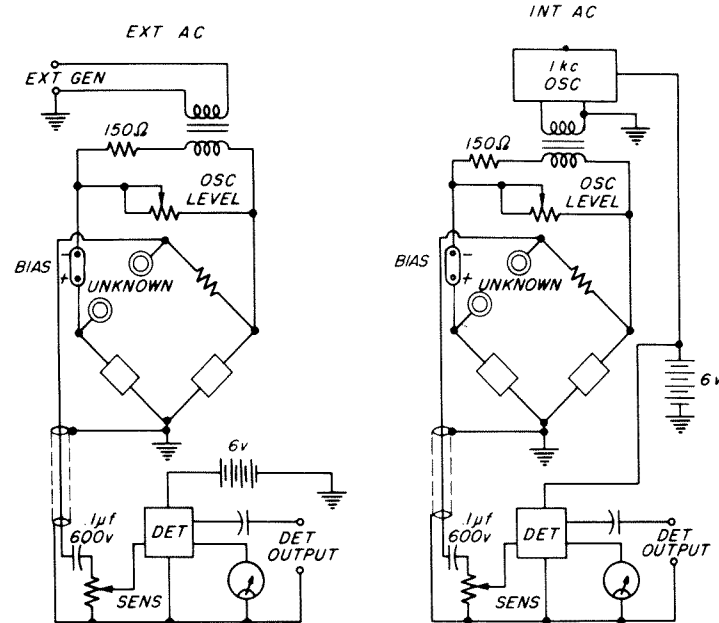 EXT AC
EXT GEN
150Ω
OSC
LEVEL
BIAS
-
+
UNKNOWN
6v
.1µf
600v
DET
DET
OUTPUT
SENS
INT AC
1kc
OSC
150Ω
OSC
LEVEL
BIAS
-
+
UNKNOWN
6v
.1µf
600v
DET
DET
OUTPUT
SENS